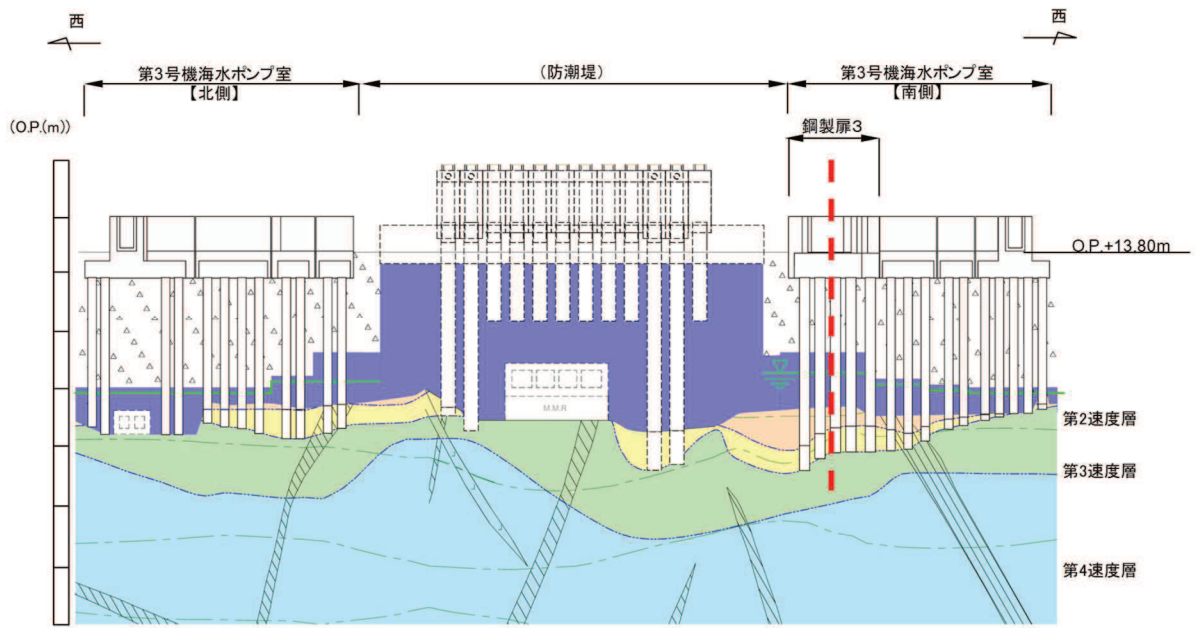 西
西
第3号機海水ポンプ室
【北側】
(防潮堤)
第3号機海水ポンプ室
【南側】
(O.P.(m))
鋼製扉3
O.P.+13.80m
M.M.R
第2速度層
第3速度層
第4速度層